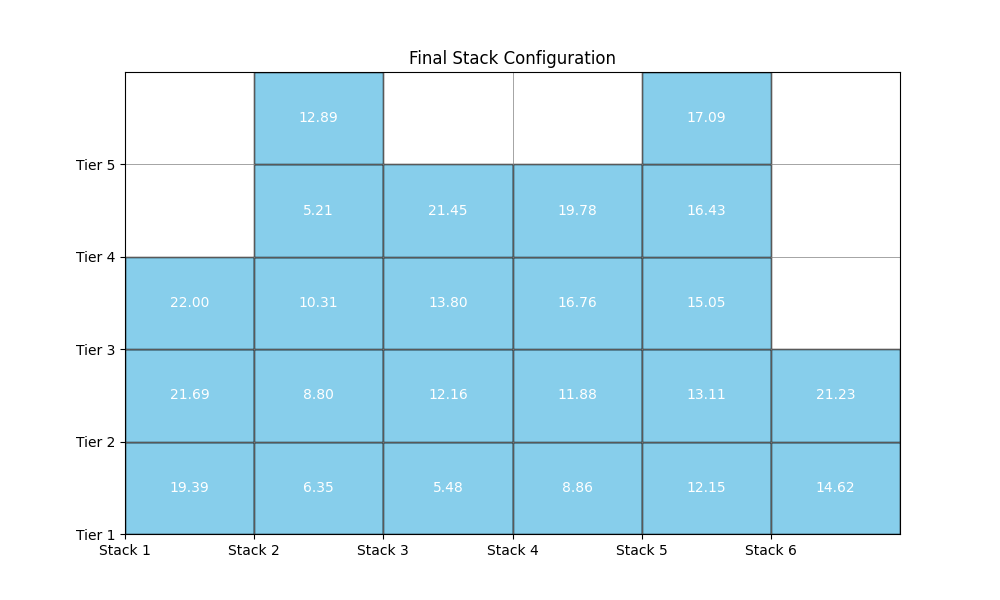 Final Stack Configuration
12.89 17.09
Tier 5
5.21 21.45 19.78 16.43
Tier 4
22.00 10.31 13.80 16.76 15.05
Tier 3
21.69 8.80 12.16 11.88 13.11 21.23
Tier 2
19.39 6.35 5.48 8.86 12.15 14.62
Tier 1
Stack 1 Stack 2 Stack 3 Stack 4 Stack 5 Stack 6